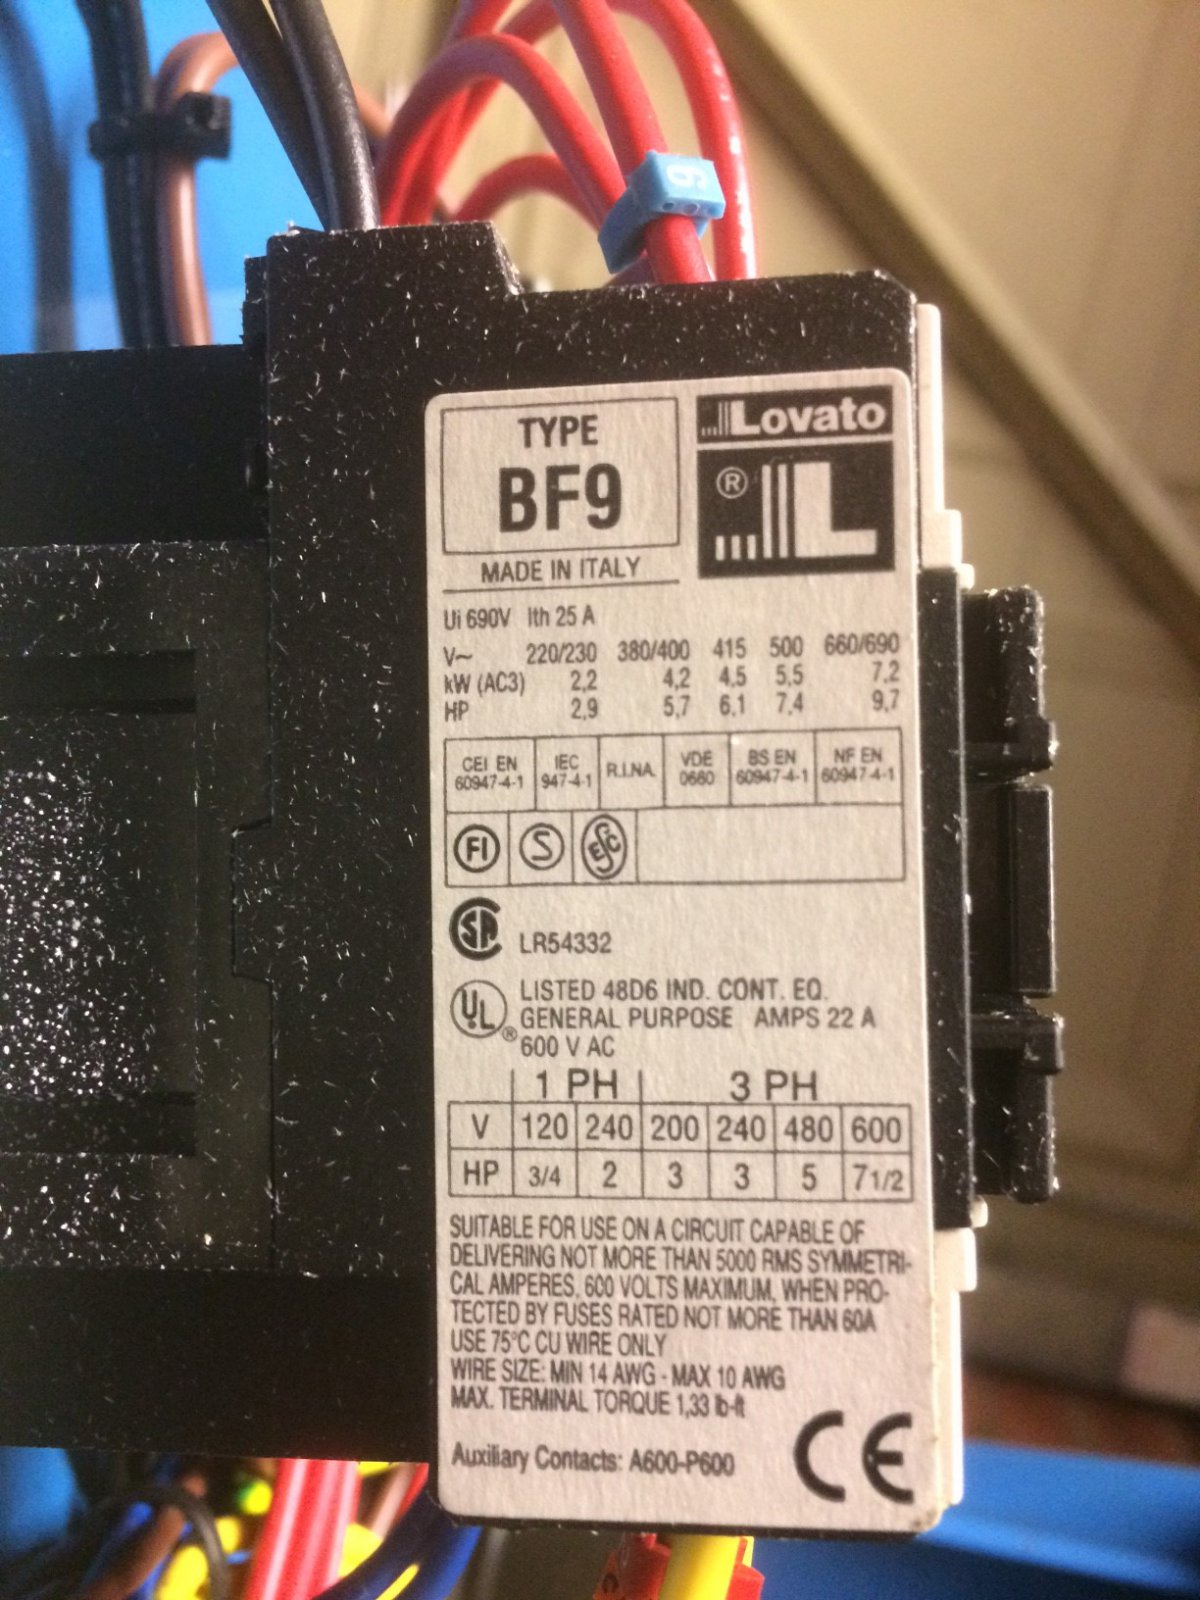 9
TYPE
BF9
Lovato
® L
MADE IN ITALY
Ui 690V Ith 25 A
V~ 220/230 380/400 415 500 660/690
kW (AC3) 2,2 4,2 4,5 5,5 7,2
HP 2,9 5,7 6,1 7,4 9,7
CEI EN 60947-4-1
IEC 947-4-1
R.I.NA.
VDE 0660
BS EN 60947-4-1
NF EN 60947-4-1
FI
S
ESC
SA LR54332
UL ® LISTED 48D6 IND. CONT. EQ.
GENERAL PURPOSE AMPS 22 A
600 V AC
1 PH 3 PH
V 120 240 200 240 480 600
HP 3/4 2 3 3 5 7 1/2
SUITABLE FOR USE ON A CIRCUIT CAPABLE OF
DELIVERING NOT MORE THAN 5000 RMS SYMMETRI-
CAL AMPERES, 600 VOLTS MAXIMUM, WHEN PRO-
TECTED BY FUSES RATED NOT MORE THAN 60A
USE 75°C CU WIRE ONLY
WIRE SIZE: MIN 14 AWG - MAX 10 AWG
MAX. TERMINAL TORQUE 1,33 lb-ft
Auxiliary Contacts: A600-P600
CE